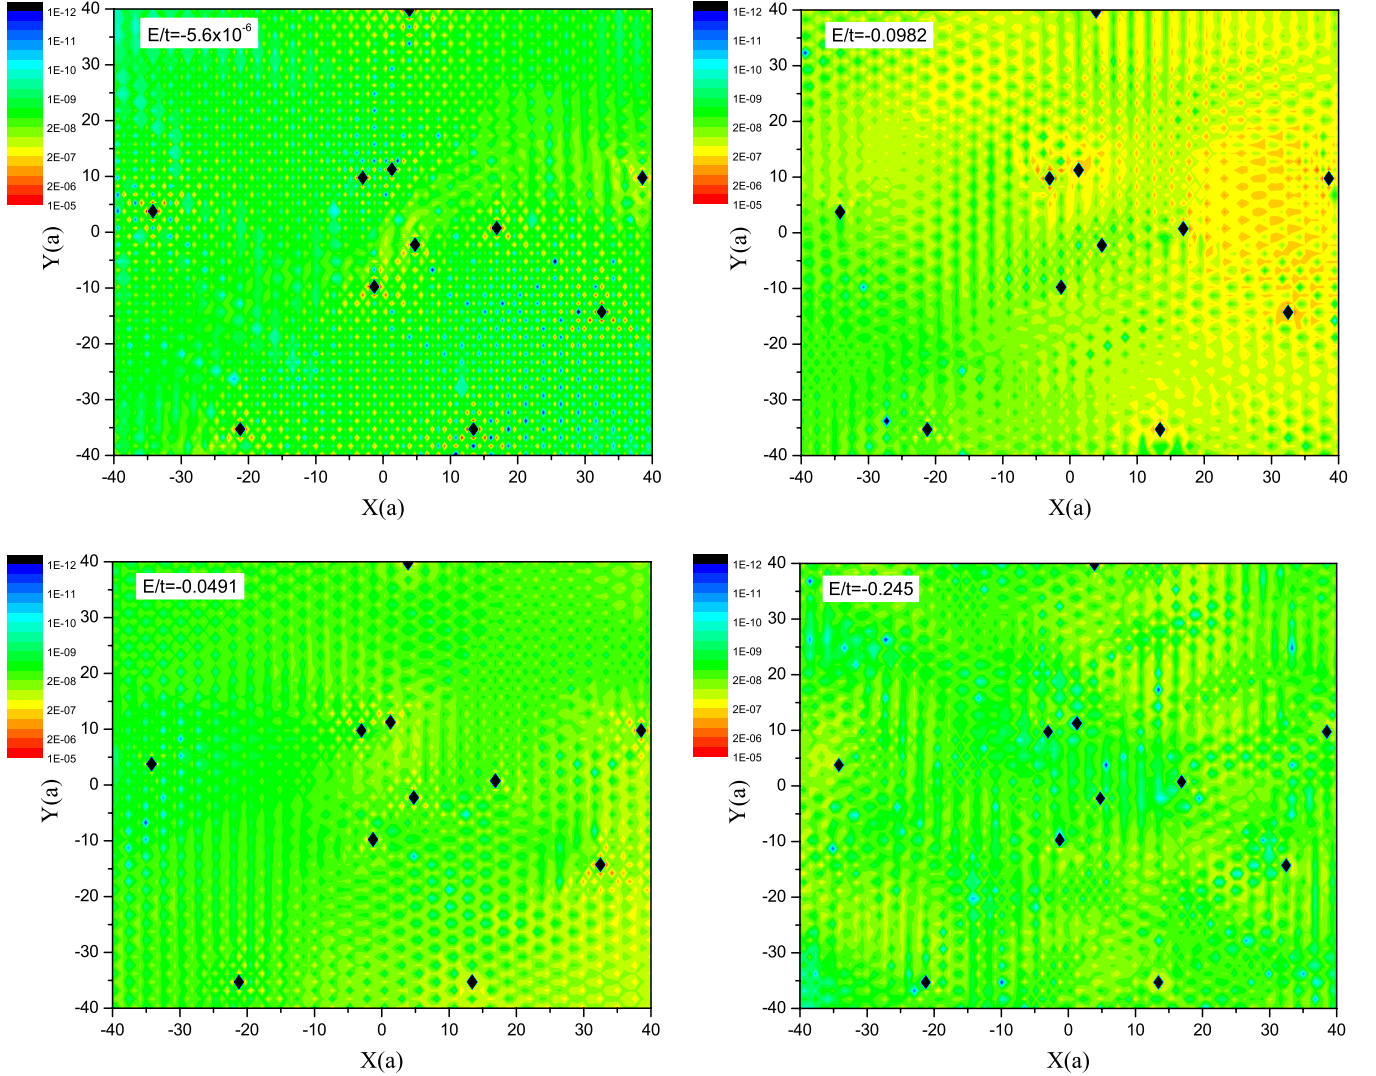 1E-12
1E-11
1E-10
1E-09
2E-08
2E-07
2E-06
1E-05
E/t=-5.6x10^-6
40
30
20
10
0
-10
-20
-30
-40
Y(a)
-40 -30 -20 -10 0 10 20 30 40
X(a)
1E-12
1E-11
1E-10
1E-09
2E-08
2E-07
2E-06
1E-05
E/t=-0.0982
40
30
20
10
0
-10
-20
-30
-40
Y(a)
-40 -30 -20 -10 0 10 20 30 40
X(a)
1E-12
1E-11
1E-10
1E-09
2E-08
2E-07
2E-06
1E-05
E/t=-0.0491
40
30
20
10
0
-10
-20
-30
-40
Y(a)
-40 -30 -20 -10 0 10 20 30 40
X(a)
1E-12
1E-11
1E-10
1E-09
2E-08
2E-07
2E-06
1E-05
E/t=-0.245
40
30
20
10
0
-10
-20
-30
-40
Y(a)
-40 -30 -20 -10 0 10 20 30 40
X(a)